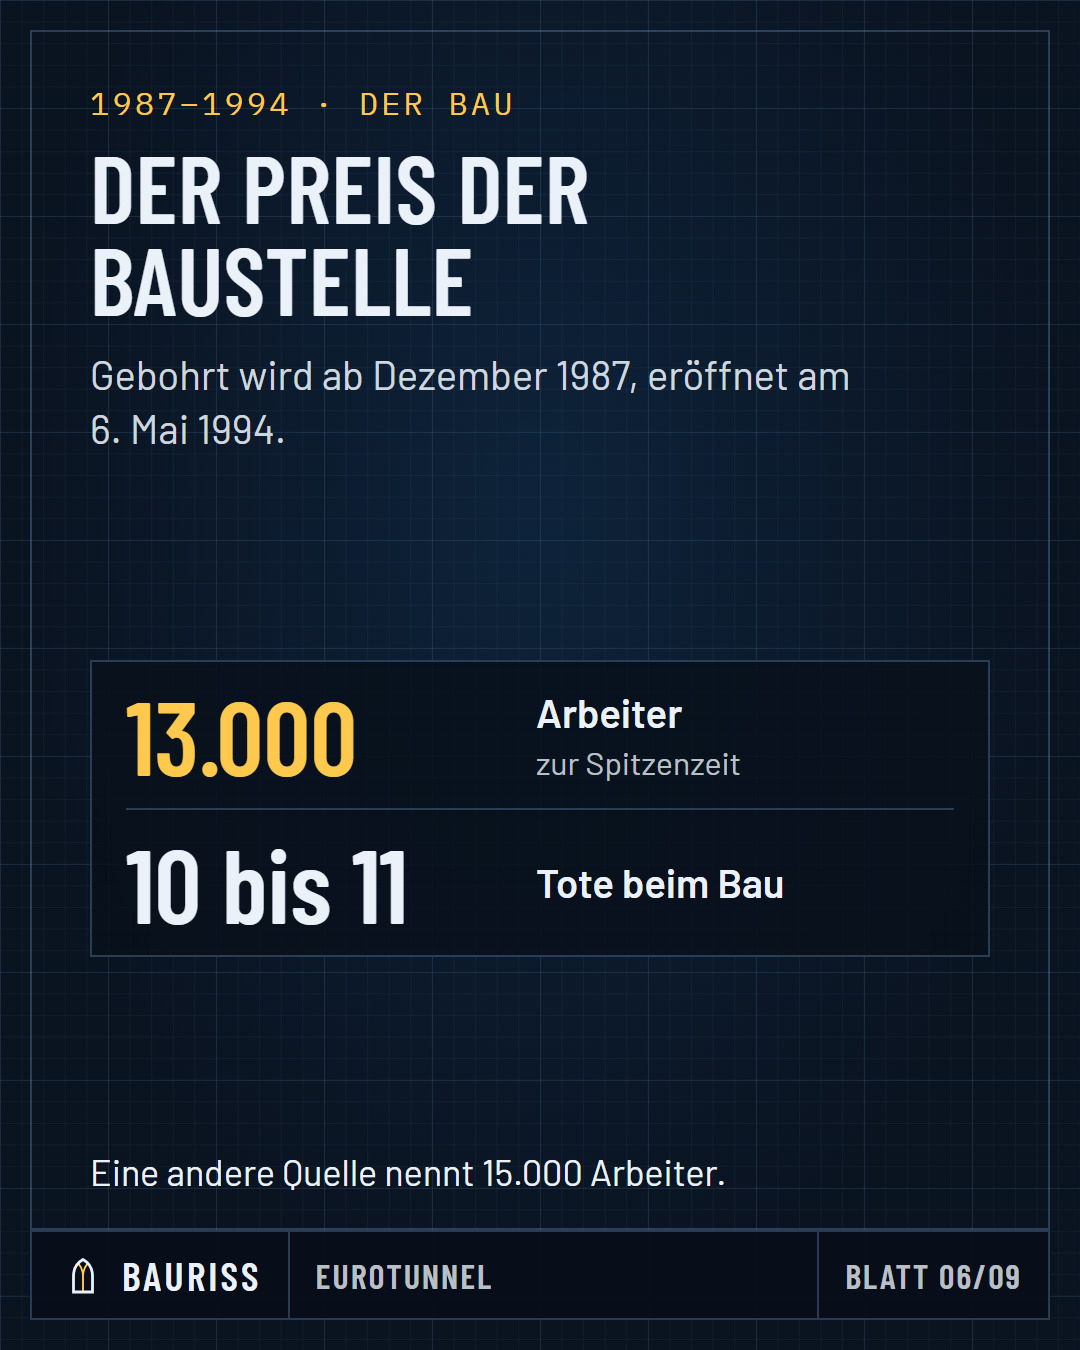 1987–1994 · DER BAU
DER PREIS DER
BAUSTELLE
Gebohrt wird ab Dezember 1987, eröffnet am
6. Mai 1994.
13.000
Arbeiter
zur Spitzenzeit
10 bis 11
Tote beim Bau
Eine andere Quelle nennt 15.000 Arbeiter.
BAURISS
EUROTUNNEL
BLATT 06/09